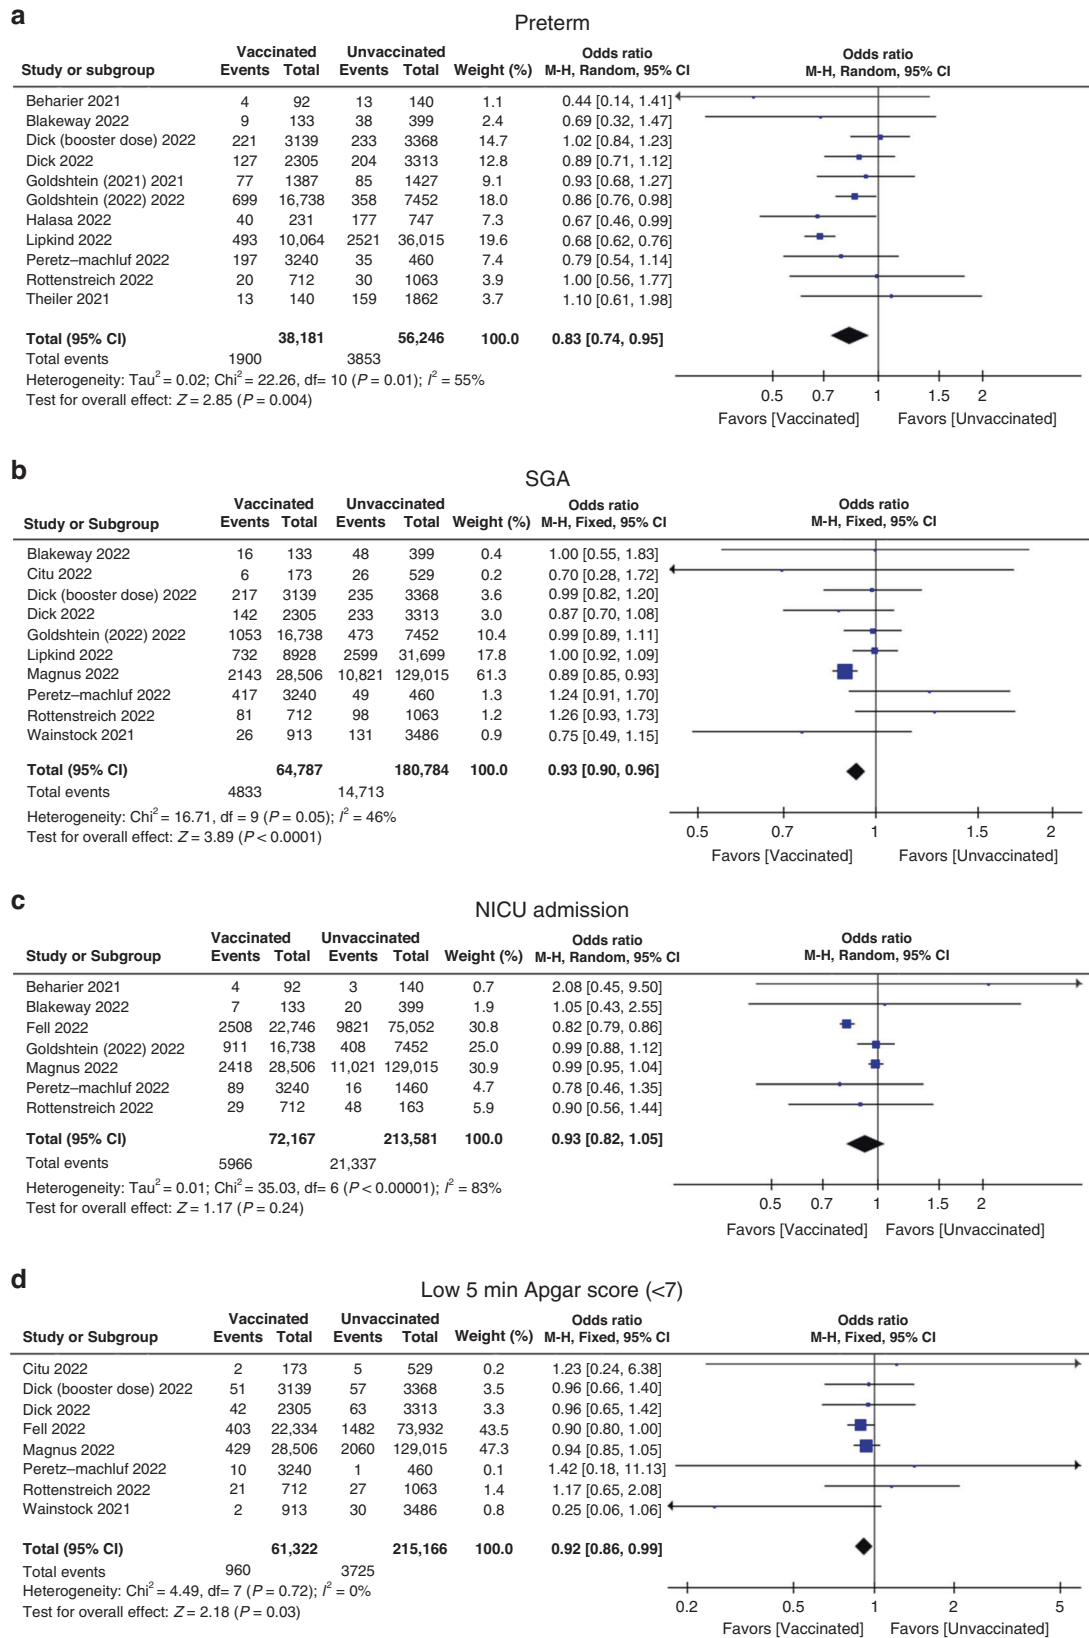 a
Preterm
Vaccinated Unvaccinated Odds ratio Odds ratio
Study or subgroup Events Total Events Total Weight (%) M-H, Random, 95% CI M-H, Random, 95% CI
Beharier 2021 4 92 13 140 1.1 0.44 [0.14, 1.41]
Blakeway 2022 9 133 38 399 2.4 0.69 [0.32, 1.47]
Dick (booster dose) 2022 221 3139 233 3368 14.7 1.02 [0.84, 1.23]
Dick 2022 127 2305 204 3313 12.8 0.89 [0.71, 1.12]
Goldshtein (2021) 2021 77 1387 85 1427 9.1 0.93 [0.68, 1.27]
Goldshtein (2022) 2022 699 16,738 358 7452 18.0 0.86 [0.76, 0.98]
Halasa 2022 40 231 177 747 7.3 0.67 [0.46, 0.99]
Lipkind 2022 493 10,064 2521 36,015 19.6 0.68 [0.62, 0.76]
Peretz–machluf 2022 197 3240 35 460 7.4 0.79 [0.54, 1.14]
Rottenstreich 2022 20 712 30 1063 3.9 1.00 [0.56, 1.77]
Theiler 2021 13 140 159 1862 3.7 1.10 [0.61, 1.98]
Total (95% CI) 38,181 56,246 100.0 0.83 [0.74, 0.95]
Total events 1900 3853
Heterogeneity: Tau² = 0.02; Chi² = 22.26, df= 10 (P = 0.01); I² = 55%
Test for overall effect: Z = 2.85 (P = 0.004)
0.5 0.7 1 1.5 2
Favors [Vaccinated] Favors [Unvaccinated]
b
SGA
Vaccinated Unvaccinated Odds ratio Odds ratio
Study or Subgroup Events Total Events Total Weight (%) M-H, Fixed, 95% CI M-H, Fixed, 95% CI
Blakeway 2022 16 133 48 399 0.4 1.00 [0.55, 1.83]
Citu 2022 6 173 26 529 0.2 0.70 [0.28, 1.72]
Dick (booster dose) 2022 217 3139 235 3368 3.6 0.99 [0.82, 1.20]
Dick 2022 142 2305 233 3313 3.0 0.87 [0.70, 1.08]
Goldshtein (2022) 2022 1053 16,738 473 7452 10.4 0.99 [0.89, 1.11]
Lipkind 2022 732 8928 2599 31,699 17.8 1.00 [0.92, 1.09]
Magnus 2022 2143 28,506 10,821 129,015 61.3 0.89 [0.85, 0.93]
Peretz–machluf 2022 417 3240 49 460 1.3 1.24 [0.91, 1.70]
Rottenstreich 2022 81 712 98 1063 1.2 1.26 [0.93, 1.73]
Wainstock 2021 26 913 131 3486 0.9 0.75 [0.49, 1.15]
Total (95% CI) 64,787 180,784 100.0 0.93 [0.90, 0.96]
Total events 4833 14,713
Heterogeneity: Chi² = 16.71, df = 9 (P = 0.05); I² = 46%
Test for overall effect: Z = 3.89 (P < 0.0001)
0.5 0.7 1 1.5 2
Favors [Vaccinated] Favors [Unvaccinated]
c
NICU admission
Vaccinated Unvaccinated Odds ratio Odds ratio
Study or Subgroup Events Total Events Total Weight (%) M-H, Random, 95% CI M-H, Random, 95% CI
Beharier 2021 4 92 3 140 0.7 2.08 [0.45, 9.50]
Blakeway 2022 7 133 20 399 1.9 1.05 [0.43, 2.55]
Fell 2022 2508 22,746 9821 75,052 30.8 0.82 [0.79, 0.86]
Goldshtein (2022) 2022 911 16,738 408 7452 25.0 0.99 [0.88, 1.12]
Magnus 2022 2418 28,506 11,021 129,015 30.9 0.99 [0.95, 1.04]
Peretz–machluf 2022 89 3240 16 1460 4.7 0.78 [0.46, 1.35]
Rottenstreich 2022 29 712 48 163 5.9 0.90 [0.56, 1.44]
Total (95% CI) 72,167 213,581 100.0 0.93 [0.82, 1.05]
Total events 5966 21,337
Heterogeneity: Tau² = 0.01; Chi² = 35.03, df= 6 (P < 0.00001); I² = 83%
Test for overall effect: Z = 1.17 (P = 0.24)
0.5 0.7 1 1.5 2
Favors [Vaccinated] Favors [Unvaccinated]
d
Low 5 min Apgar score (<7)
Vaccinated Unvaccinated Odds ratio Odds ratio
Study or Subgroup Events Total Events Total Weight (%) M-H, Fixed, 95% CI M-H, Fixed, 95% CI
Citu 2022 2 173 5 529 0.2 1.23 [0.24, 6.38]
Dick (booster dose) 2022 51 3139 57 3368 3.5 0.96 [0.66, 1.40]
Dick 2022 42 2305 63 3313 3.3 0.96 [0.65, 1.42]
Fell 2022 403 22,334 1482 73,932 43.5 0.90 [0.80, 1.00]
Magnus 2022 429 28,506 2060 129,015 47.3 0.94 [0.85, 1.05]
Peretz–machluf 2022 10 3240 1 460 0.1 1.42 [0.18, 11.13]
Rottenstreich 2022 21 712 27 1063 1.4 1.17 [0.65, 2.08]
Wainstock 2021 2 913 30 3486 0.8 0.25 [0.06, 1.06]
Total (95% CI) 61,322 215,166 100.0 0.92 [0.86, 0.99]
Total events 960 3725
Heterogeneity: Chi² = 4.49, df= 7 (P = 0.72); I² = 0%
Test for overall effect: Z = 2.18 (P = 0.03)
0.2 0.5 1 2 5
Favors [Vaccinated] Favors [Unvaccinated]